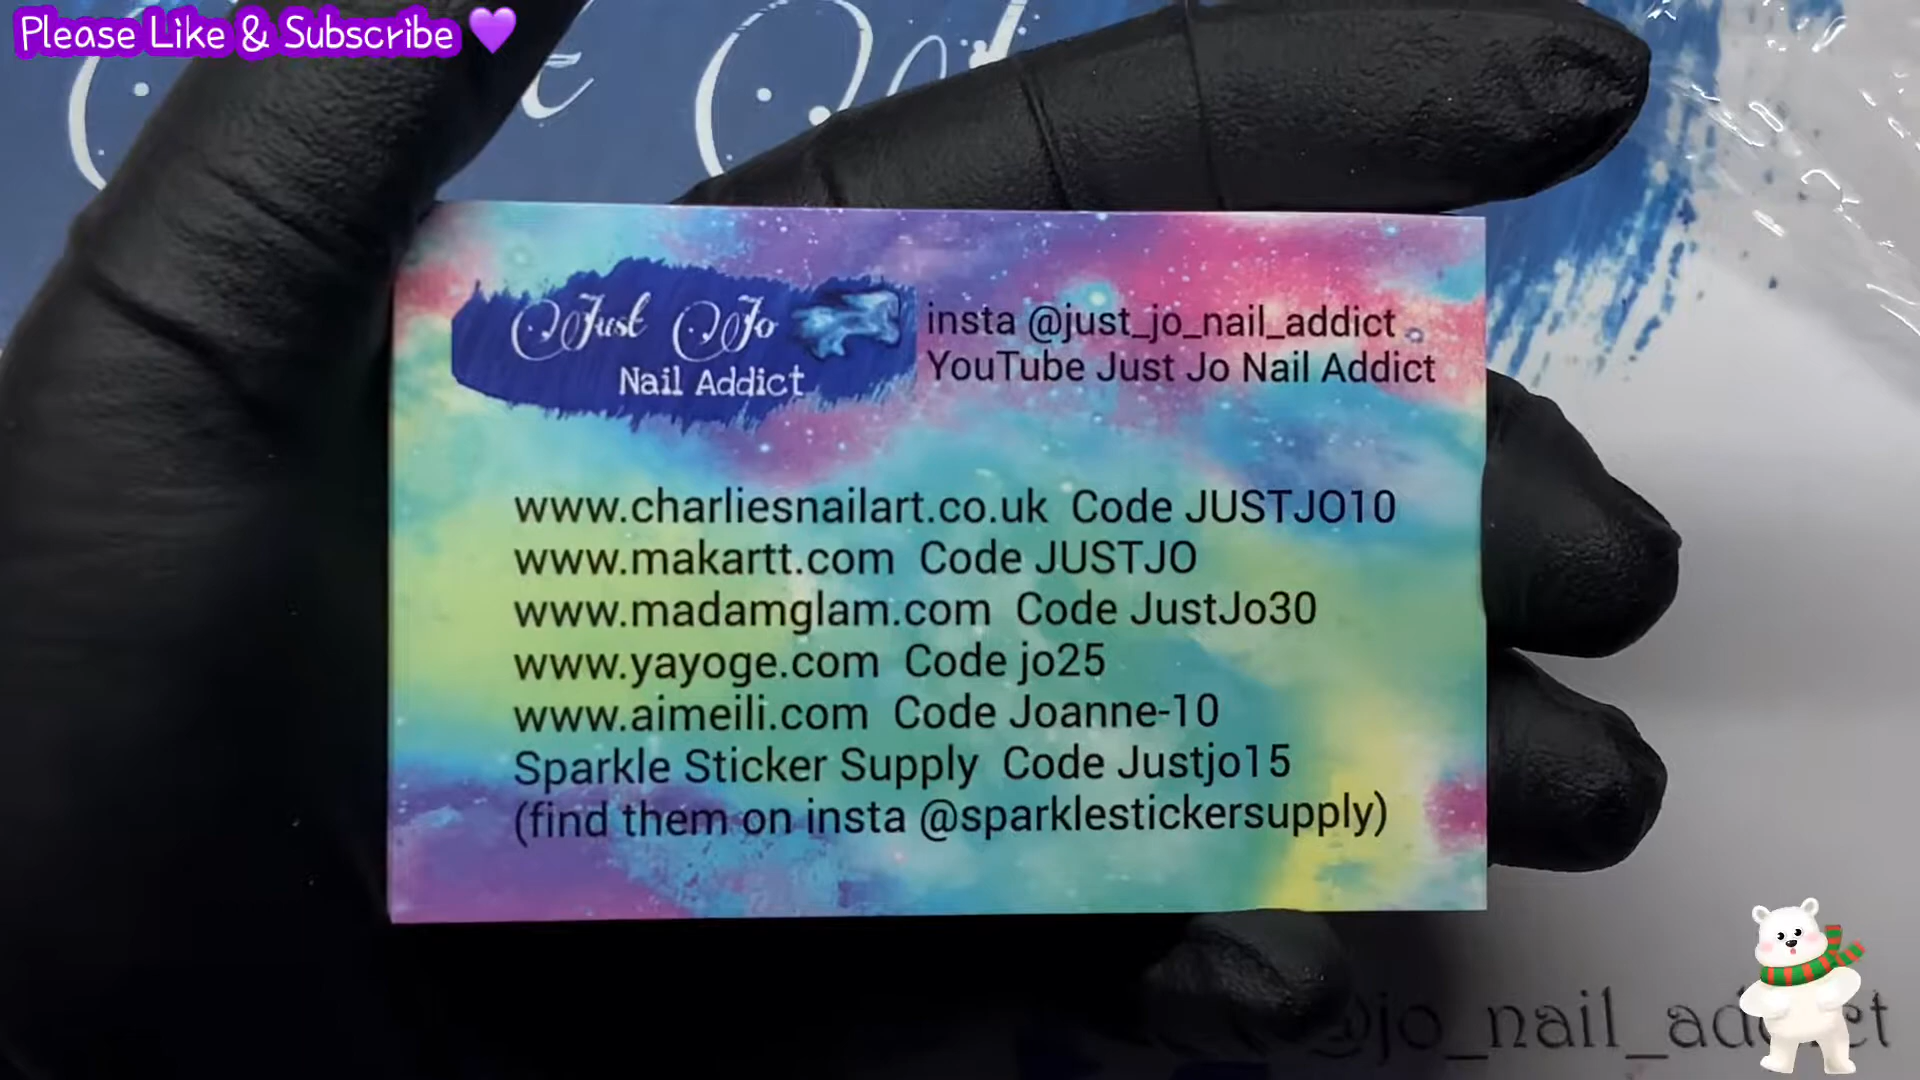 Please Like & Subscribe
Just Jo
Nail Addict
insta @just_jo_nail_addict
YouTube Just Jo Nail Addict
www.charliesnailart.co.uk Code JUSTJO10
www.makartt.com Code JUSTJO
www.madamglam.com Code JustJo30
www.yayoge.com Code jo25
www.aimeili.com Code Joanne-10
Sparkle Sticker Supply Code Justjo15
(find them on insta @sparklestickersupply)